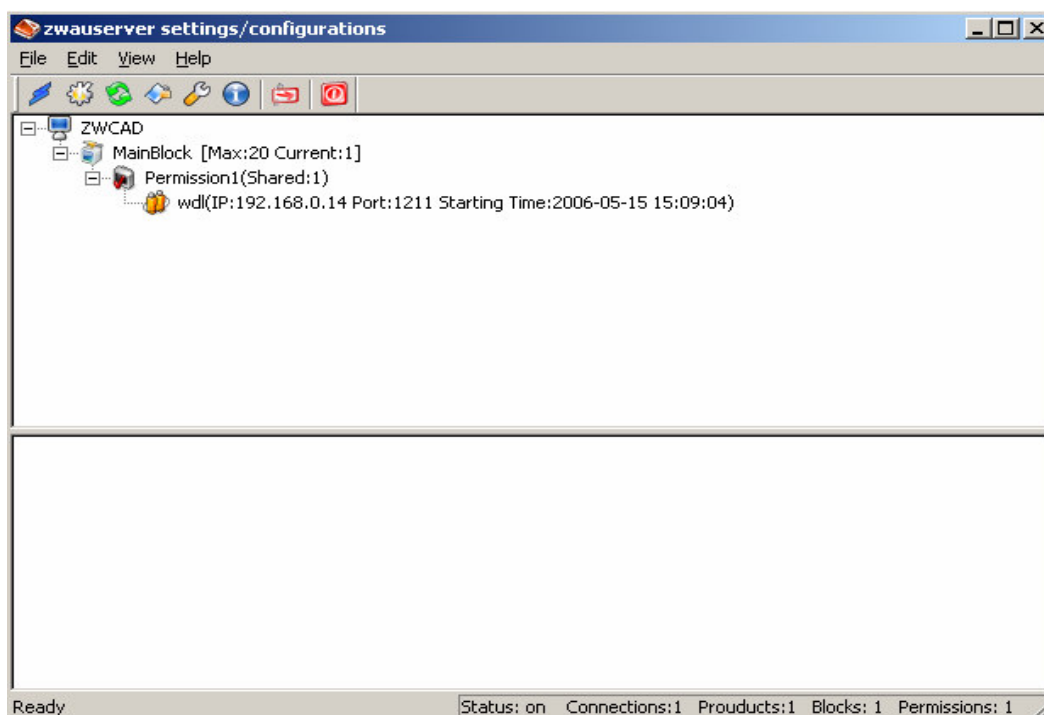 zwauserver settings/configurations
File Edit View Help
ZWCAD
MainBlock [Max:20 Current:1]
Permission1(Shared:1)
wdl(IP:192.168.0.14 Port:1211 Starting Time:2006-05-15 15:09:04)
Ready Status: on Connections:1 Prouducts:1 Blocks: 1 Permissions: 1